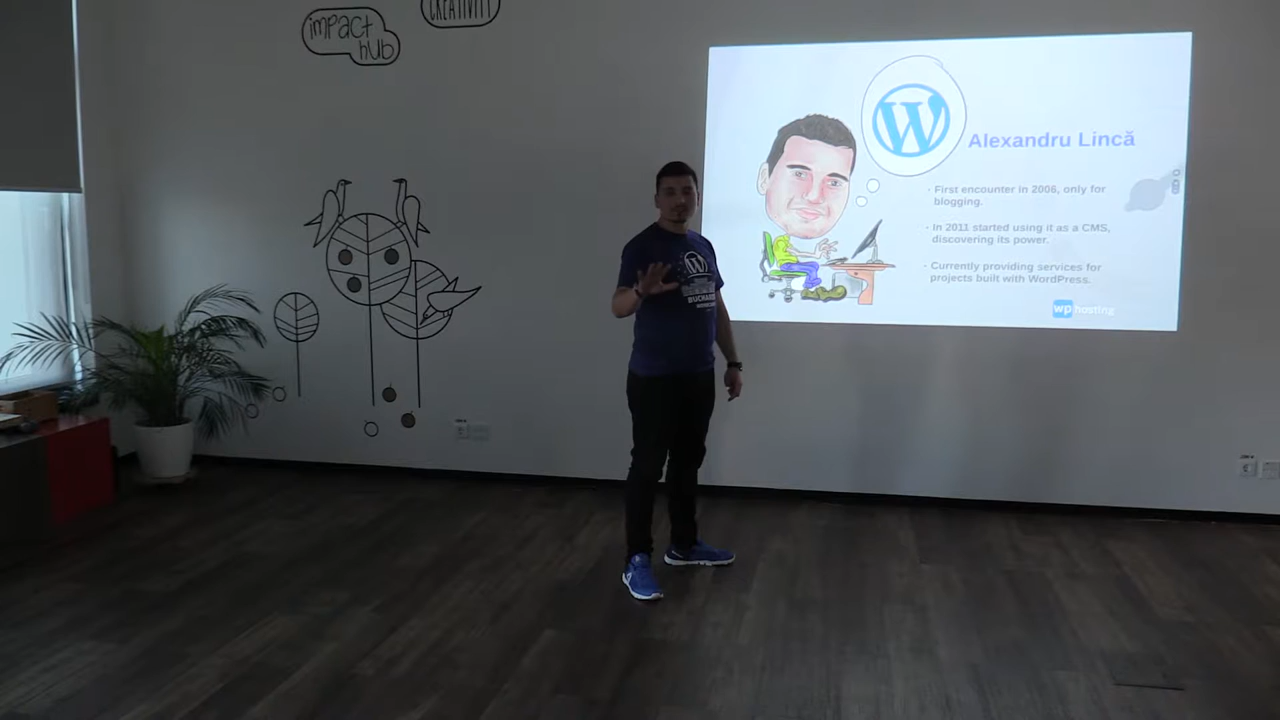 CREATIVITY
impact
hub
Alexandru Lincă
- First encounter in 2006, only for
blogging.
- In 2011 started using it as a CMS,
discovering its power.
- Currently providing services for
projects built with WordPress.
wp hosting
BUCHAREST